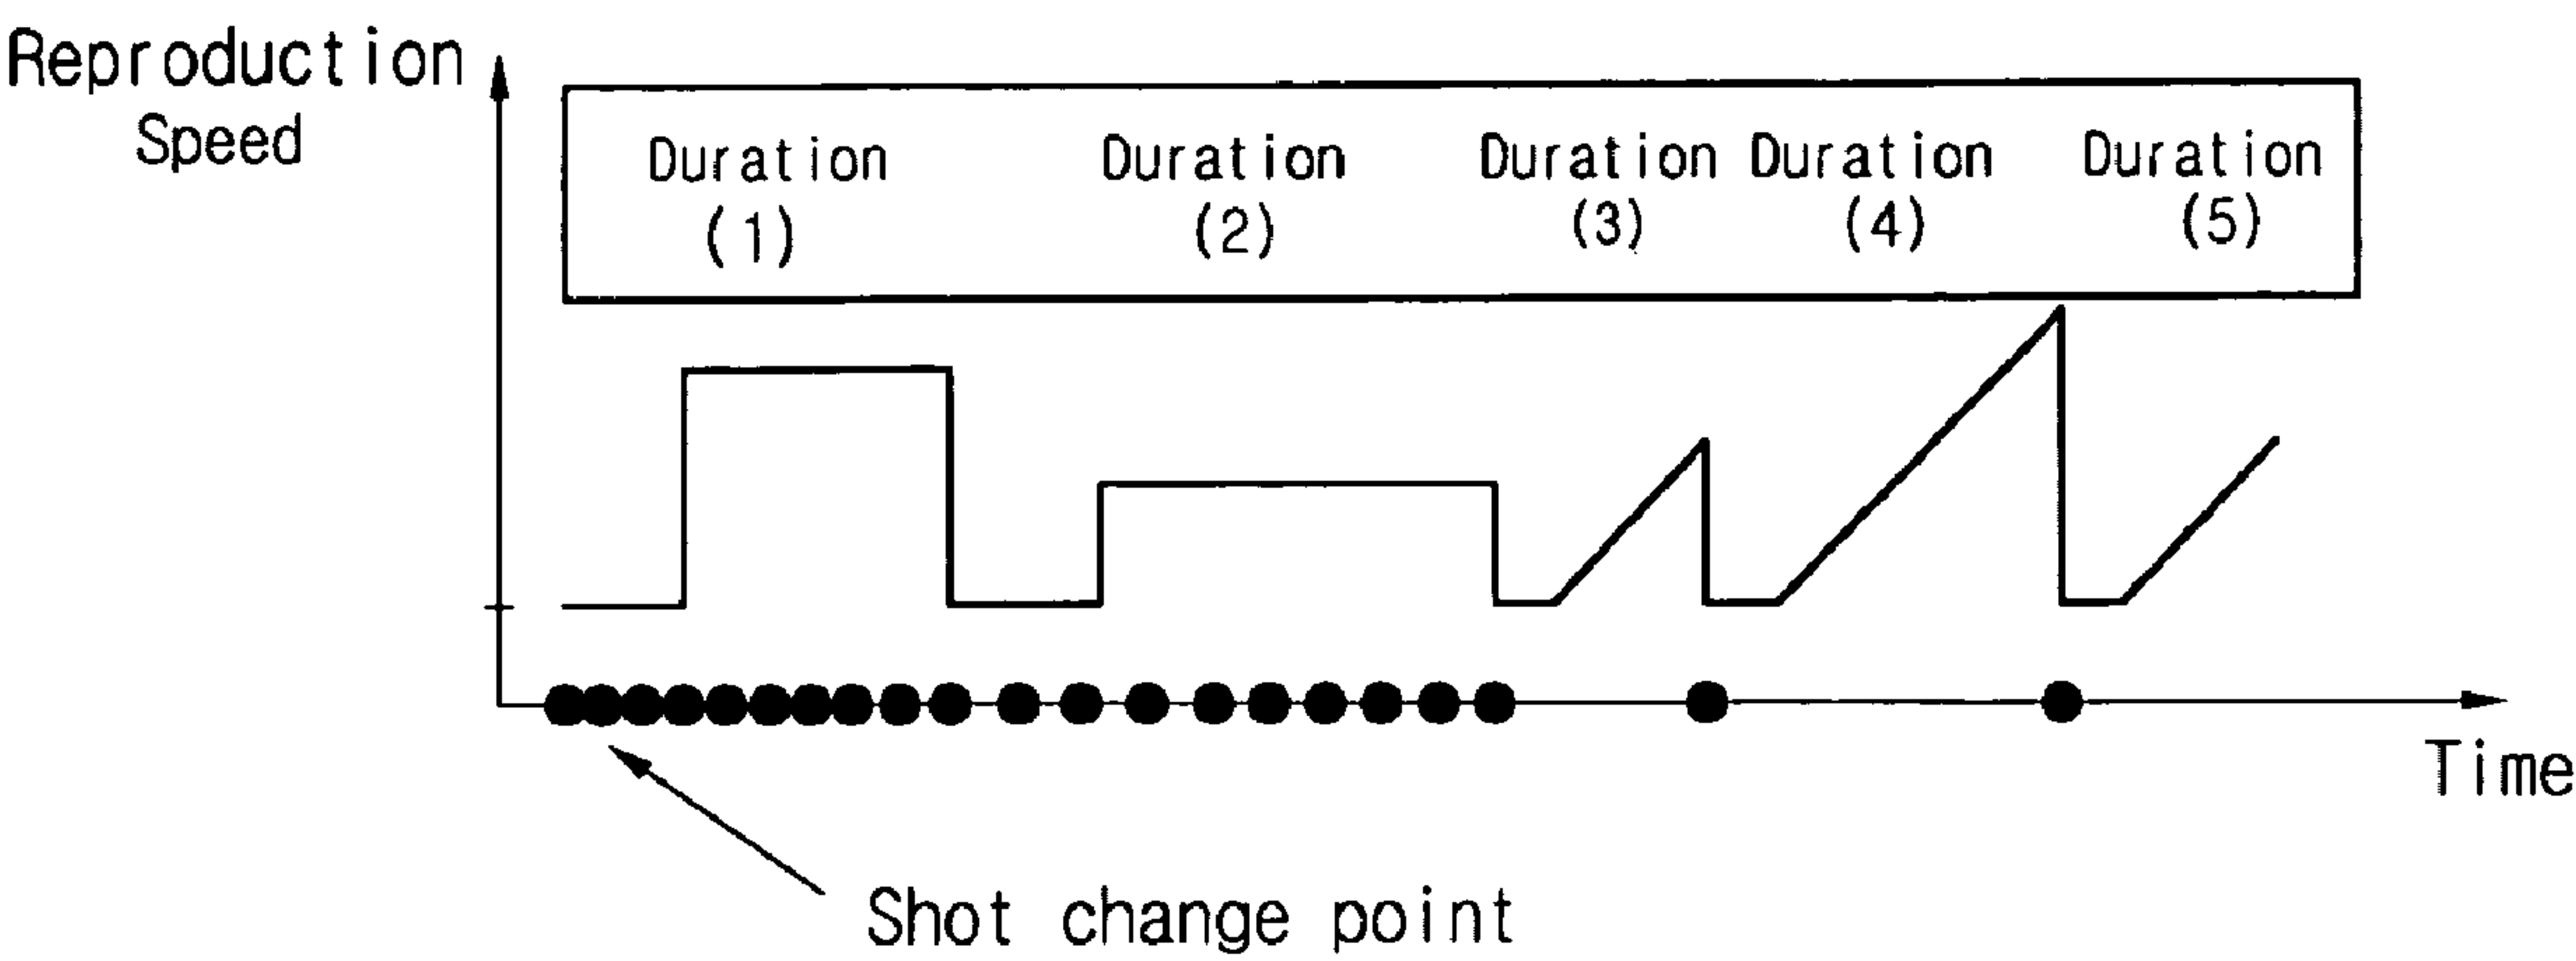 Reproduction
Speed
Duration
(1)
Duration
(2)
Duration
(3)
Duration
(4)
Duration
(5)
Time
Shot change point